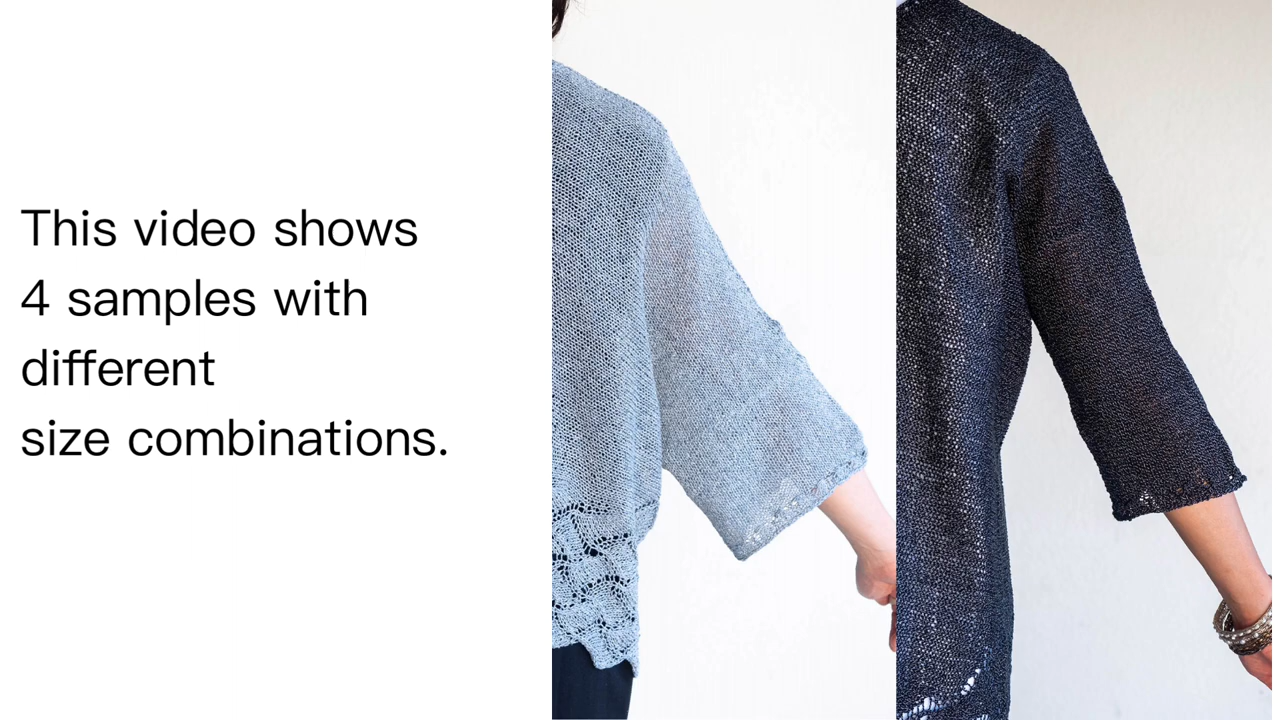 This video shows
4 samples with
different
size combinations.